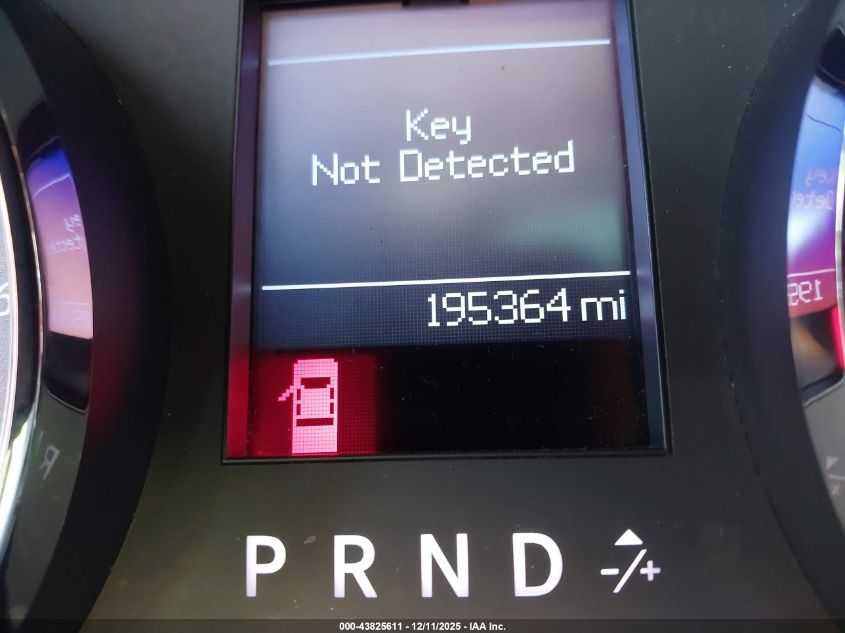 Key
Not Detected
195364 mi
P R N D -/+
000-43825611 - 12/11/2025 - IAA Inc.